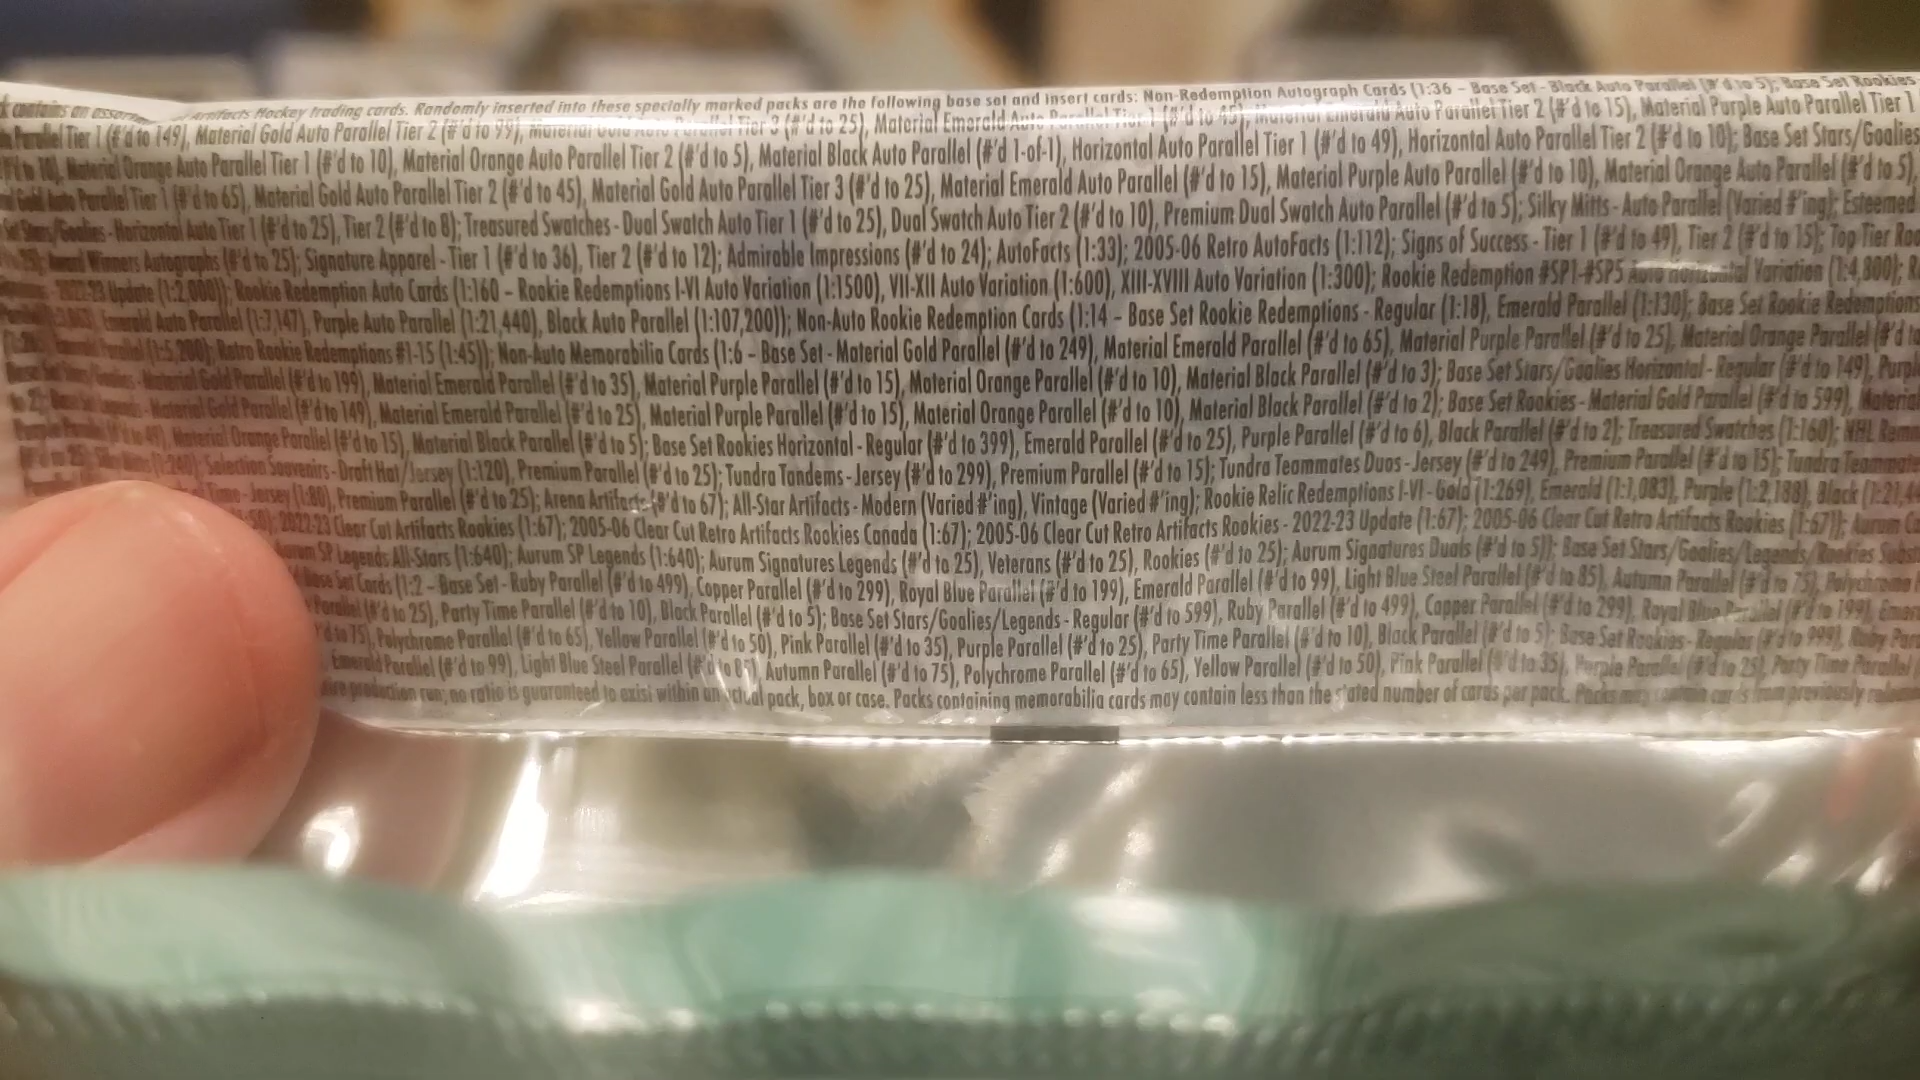 Artifacts Hockey trading cards. Randomly inserted into these specially marked packs are the following base set and insert cards: Non-Redemption Autograph Cards (1:36 – Base Set - Black Auto Parallel (#'d to 5); Base Set Rookies
Parallel Tier 1 (#'d to 149), Material Gold Auto Parallel Tier 2 (#'d to 99), Material Gold Auto Parallel Tier 3 (#'d to 25), Material Emerald Auto Parallel Tier 1 (#'d to 45), Material Emerald Auto Parallel Tier 2 (#'d to 15), Material Purple Auto Parallel Tier 1
Material Orange Auto Parallel Tier 1 (#'d to 10), Material Orange Auto Parallel Tier 2 (#'d to 5), Material Black Auto Parallel (#'d 1-of-1), Horizontal Auto Parallel Tier 1 (#'d to 49), Horizontal Auto Parallel Tier 2 (#'d to 10); Base Set Stars/Goalies
Gold Auto Parallel Tier 1 (#'d to 65), Material Gold Auto Parallel Tier 2 (#'d to 45), Material Gold Auto Parallel Tier 3 (#'d to 25), Material Emerald Auto Parallel (#'d to 15), Material Purple Auto Parallel (#'d to 10), Material Orange Auto Parallel (#'d to 5),
Set Stars/Goalies - Horizontal Auto Tier 1 (#'d to 25), Tier 2 (#'d to 8); Treasured Swatches - Dual Swatch Auto Tier 1 (#'d to 25), Dual Swatch Auto Tier 2 (#'d to 10), Premium Dual Swatch Auto Parallel (#'d to 5); Silky Mitts - Auto Parallel (Varied #'ing); Esteemed
Award Winners Autographs (#'d to 25); Signature Apparel - Tier 1 (#'d to 36), Tier 2 (#'d to 12); Admirable Impressions (#'d to 24); AutoFacts (1:33); 2005-06 Retro AutoFacts (1:112); Signs of Success - Tier 1 (#'d to 49), Tier 2 (#'d to 15); Top Tier
2022-23 Update (1:2,000)); Rookie Redemption Auto Cards (1:160 – Rookie Redemptions I-VI Auto Variation (1:1500), VII-XII Auto Variation (1:600), XIII-XVIII Auto Variation (1:300); Rookie Redemption #SP1-#SP5 Auto Horizontal Variation (1:4,800);
Emerald Auto Parallel (1:7,147), Purple Auto Parallel (1:21,440), Black Auto Parallel (1:107,200)); Non-Auto Rookie Redemption Cards (1:14 – Base Set Rookie Redemptions - Regular (1:18), Emerald Parallel (1:130); Base Set Rookie Redemptions
Parallel (1:5,200); Retro Rookie Redemptions #1-15 (1:45)); Non-Auto Memorabilia Cards (1:6 – Base Set - Material Gold Parallel (#'d to 249), Material Emerald Parallel (#'d to 65), Material Purple Parallel (#'d to 25), Material Orange Parallel (#'d to
Stars/Goalies - Material Gold Parallel (#'d to 199), Material Emerald Parallel (#'d to 35), Material Purple Parallel (#'d to 15), Material Orange Parallel (#'d to 10), Material Black Parallel (#'d to 3); Base Set Stars/Goalies Horizontal - Regular (#'d to 149),
Legends - Material Gold Parallel (#'d to 149), Material Emerald Parallel (#'d to 25), Material Purple Parallel (#'d to 15), Material Orange Parallel (#'d to 10), Material Black Parallel (#'d to 2); Base Set Rookies - Material Gold Parallel (#'d to 599), Material
Material Orange Parallel (#'d to 15), Material Black Parallel (#'d to 5); Base Set Rookies Horizontal - Regular (#'d to 399), Emerald Parallel (#'d to 25), Purple Parallel (#'d to 6), Black Parallel (#'d to 2); Treasured Swatches (1:160); NHL
(1:240); Selection Souvenirs - Draft Hat/Jersey (1:120), Premium Parallel (#'d to 25); Tundra Tandems - Jersey (#'d to 299), Premium Parallel (#'d to 15); Tundra Teammates Duos - Jersey (#'d to 249), Premium Parallel (#'d to 15); Tundra
Time - Jersey (1:80), Premium Parallel (#'d to 25); Arena Artifacts (#'d to 67); All-Star Artifacts - Modern (Varied #'ing), Vintage (Varied #'ing); Rookie Relic Redemptions I-VI - Gold (1:269), Emerald (1:1,083), Purple (1:2,188), Black
2022-23 Clear Cut Artifacts Rookies (1:67); 2005-06 Clear Cut Retro Artifacts Rookies Canada (1:67); 2005-06 Clear Cut Retro Artifacts Rookies - 2022-23 Update (1:67); 2005-06 Clear Cut Retro Artifacts Rookies (1:67)); Aurum
Aurum SP Legends All-Stars (1:640); Aurum SP Legends (1:640); Aurum Signatures Legends (#'d to 25), Veterans (#'d to 25), Rookies (#'d to 25); Aurum Signatures Duals (#'d to 5)); Base Set Stars/Goalies/Legends/Rookies
Base Set Cards (1:2 – Base Set - Ruby Parallel (#'d to 499), Copper Parallel (#'d to 299), Royal Blue Parallel (#'d to 199), Emerald Parallel (#'d to 99), Light Blue Steel Parallel (#'d to 85), Autumn Parallel (#'d to 75), Polychrome
Parallel (#'d to 25), Party Time Parallel (#'d to 10), Black Parallel (#'d to 5); Base Set Stars/Goalies/Legends - Regular (#'d to 599), Ruby Parallel (#'d to 499), Copper Parallel (#'d to 299), Royal Blue Parallel (#'d to 199),
(#'d to 75), Polychrome Parallel (#'d to 65), Yellow Parallel (#'d to 50), Pink Parallel (#'d to 35), Purple Parallel (#'d to 25), Party Time Parallel (#'d to 10), Black Parallel (#'d to 5); Base Set Rookies - Regular (#'d to 999), Ruby
Emerald Parallel (#'d to 99), Light Blue Steel Parallel (#'d to 85), Autumn Parallel (#'d to 75), Polychrome Parallel (#'d to 65), Yellow Parallel (#'d to 50), Pink Parallel (#'d to 35), Purple Parallel (#'d to 25), Party Time Parallel
production run; no ratio is guaranteed to exist within an actual pack, box or case. Packs containing memorabilia cards may contain less than the stated number of cards per pack. Packs may contain cards from previously